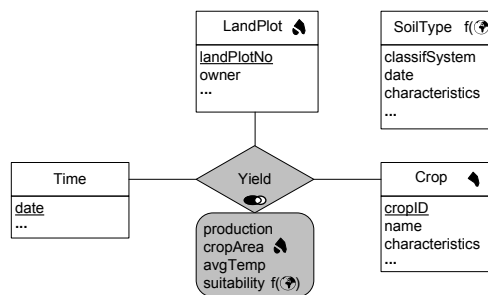 LandPlot
landPlotNo
owner
...
SoilType f( )
classifSystem
date
characteristics
...
Time
date
...
Yield
production
cropArea
avgTemp
suitability f( )
Crop
cropID
name
characteristics
...